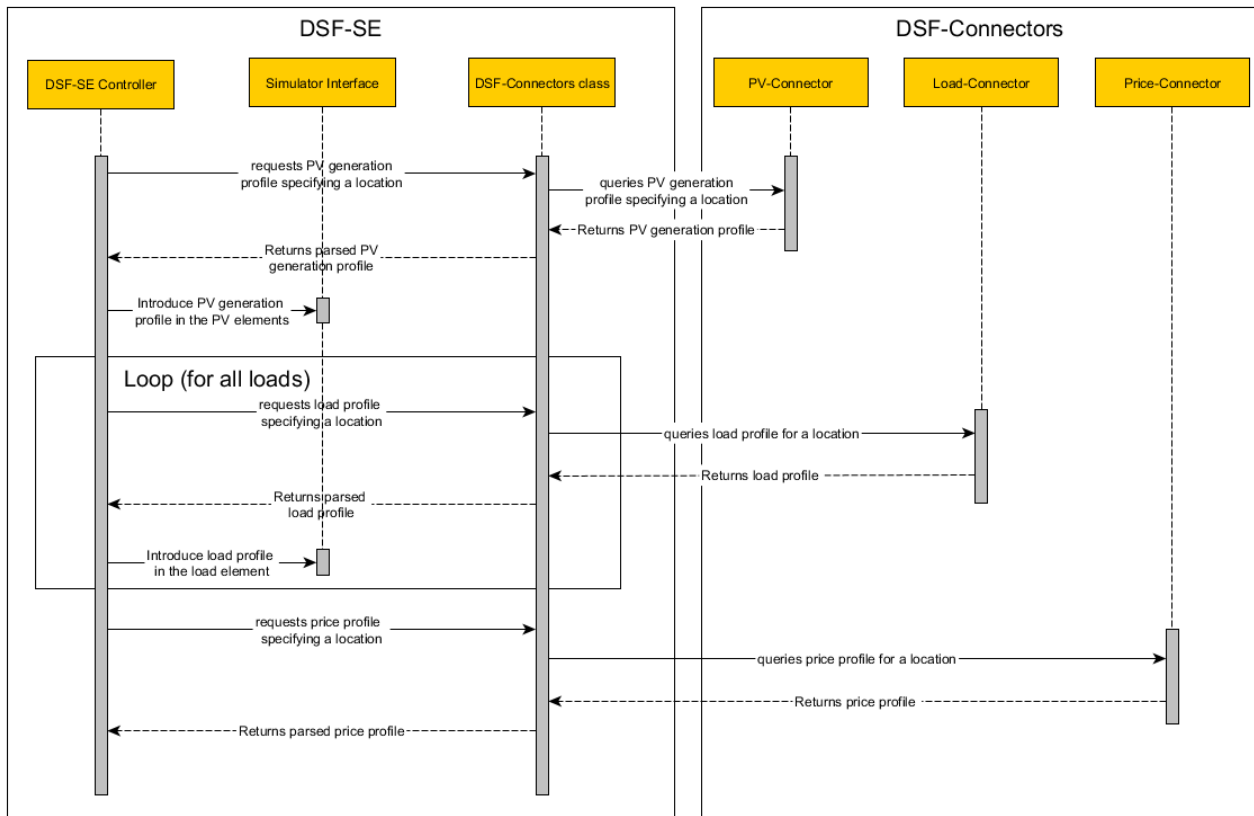 DSF-SE
DSF-Connectors
DSF-SE Controller
Simulator Interface
DSF-Connectors class
PV-Connector
Load-Connector
Price-Connector
requests PV generation
profile specifying a location
queries PV generation
profile specifying a location
Returns PV generation profile
Returns parsed PV
generation profile
Introduce PV generation
profile in the PV elements
Loop (for all loads)
requests load profile
specifying a location
queries load profile for a location
Returns load profile
Returns parsed
load profile
Introduce load profile
in the load element
requests price profile
specifying a location
queries price profile for a location
Returns price profile
Returns parsed price profile